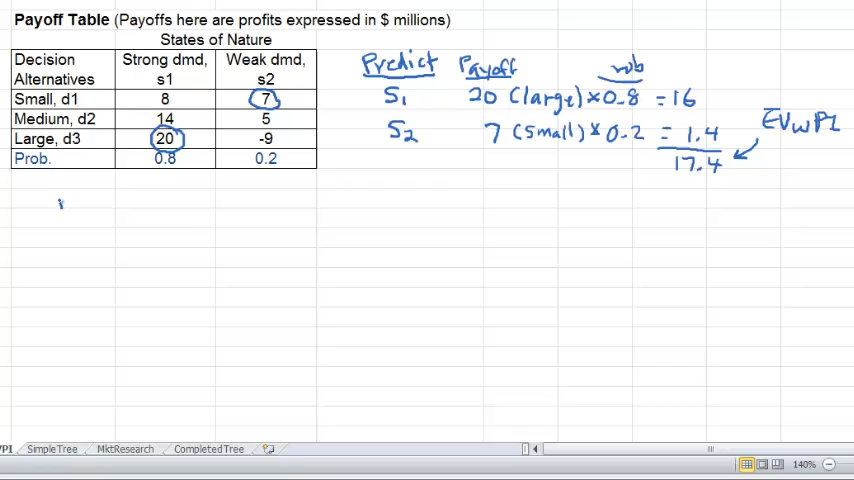 Payoff Table (Payoffs here are profits expressed in $ millions)
States of Nature
Decision Alternatives Strong dmd, s1 Weak dmd, s2
Small, d1 8 7
Medium, d2 14 5
Large, d3 20 -9
Prob. 0.8 0.2
Predict Payoff
S1 20 (large) × 0.8 = 16
S2 7 (small) × 0.2 = 1.4
17.4
EVwPI
PI SimpleTree MktResearch CompletedTree
140%